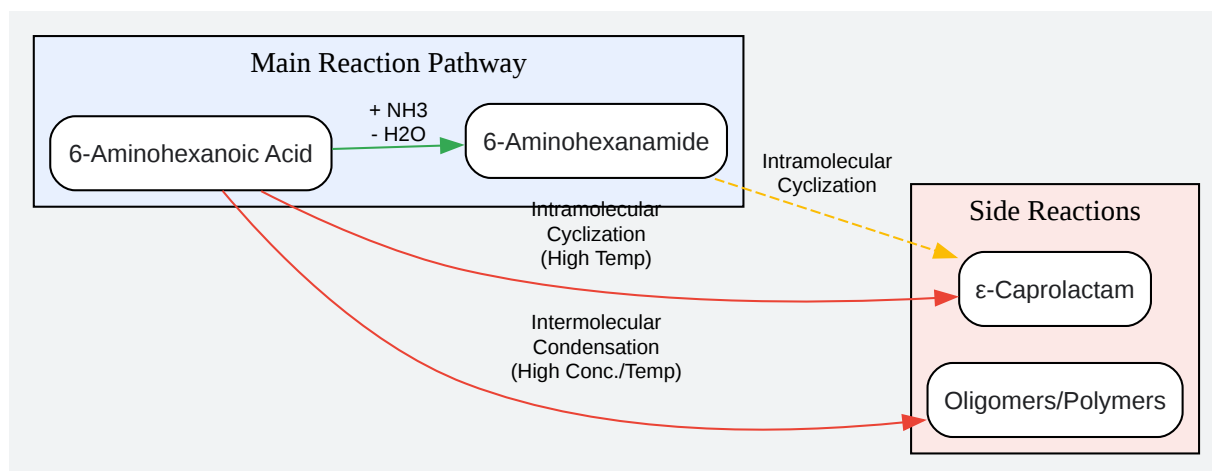 Main Reaction Pathway
6-Aminohexanoic Acid
+ NH3
- H2O
6-Aminohexanamide
Intramolecular
Cyclization
Intramolecular
Cyclization
(High Temp)
Side Reactions
ε-Caprolactam
Intermolecular
Condensation
(High Conc./Temp)
Oligomers/Polymers